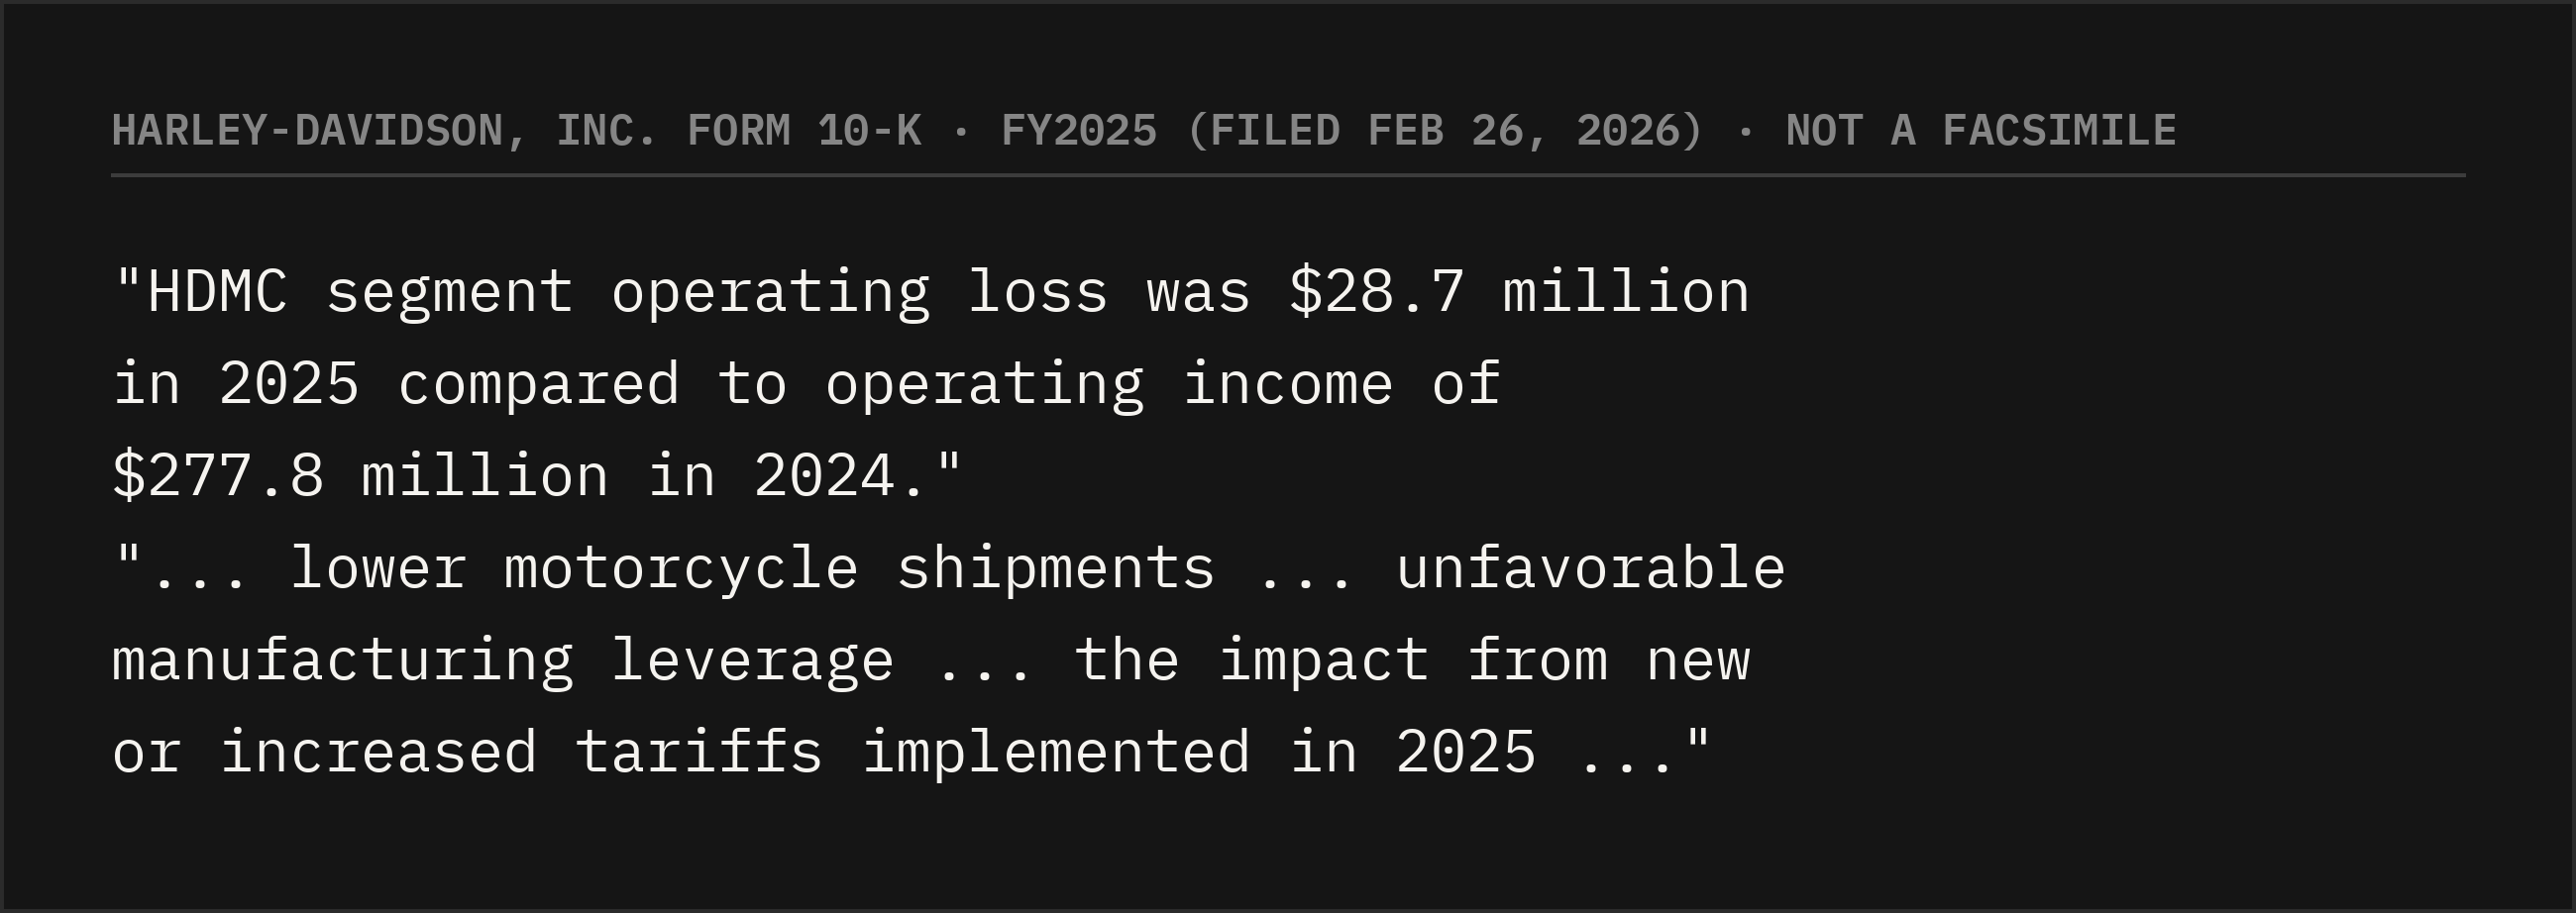 HARLEY-DAVIDSON, INC. FORM 10-K · FY2025 (FILED FEB 26, 2026) · NOT A FACSIMILE
"HDMC segment operating loss was $28.7 million
in 2025 compared to operating income of
$277.8 million in 2024."
"... lower motorcycle shipments ... unfavorable
manufacturing leverage ... the impact from new
or increased tariffs implemented in 2025 ..."